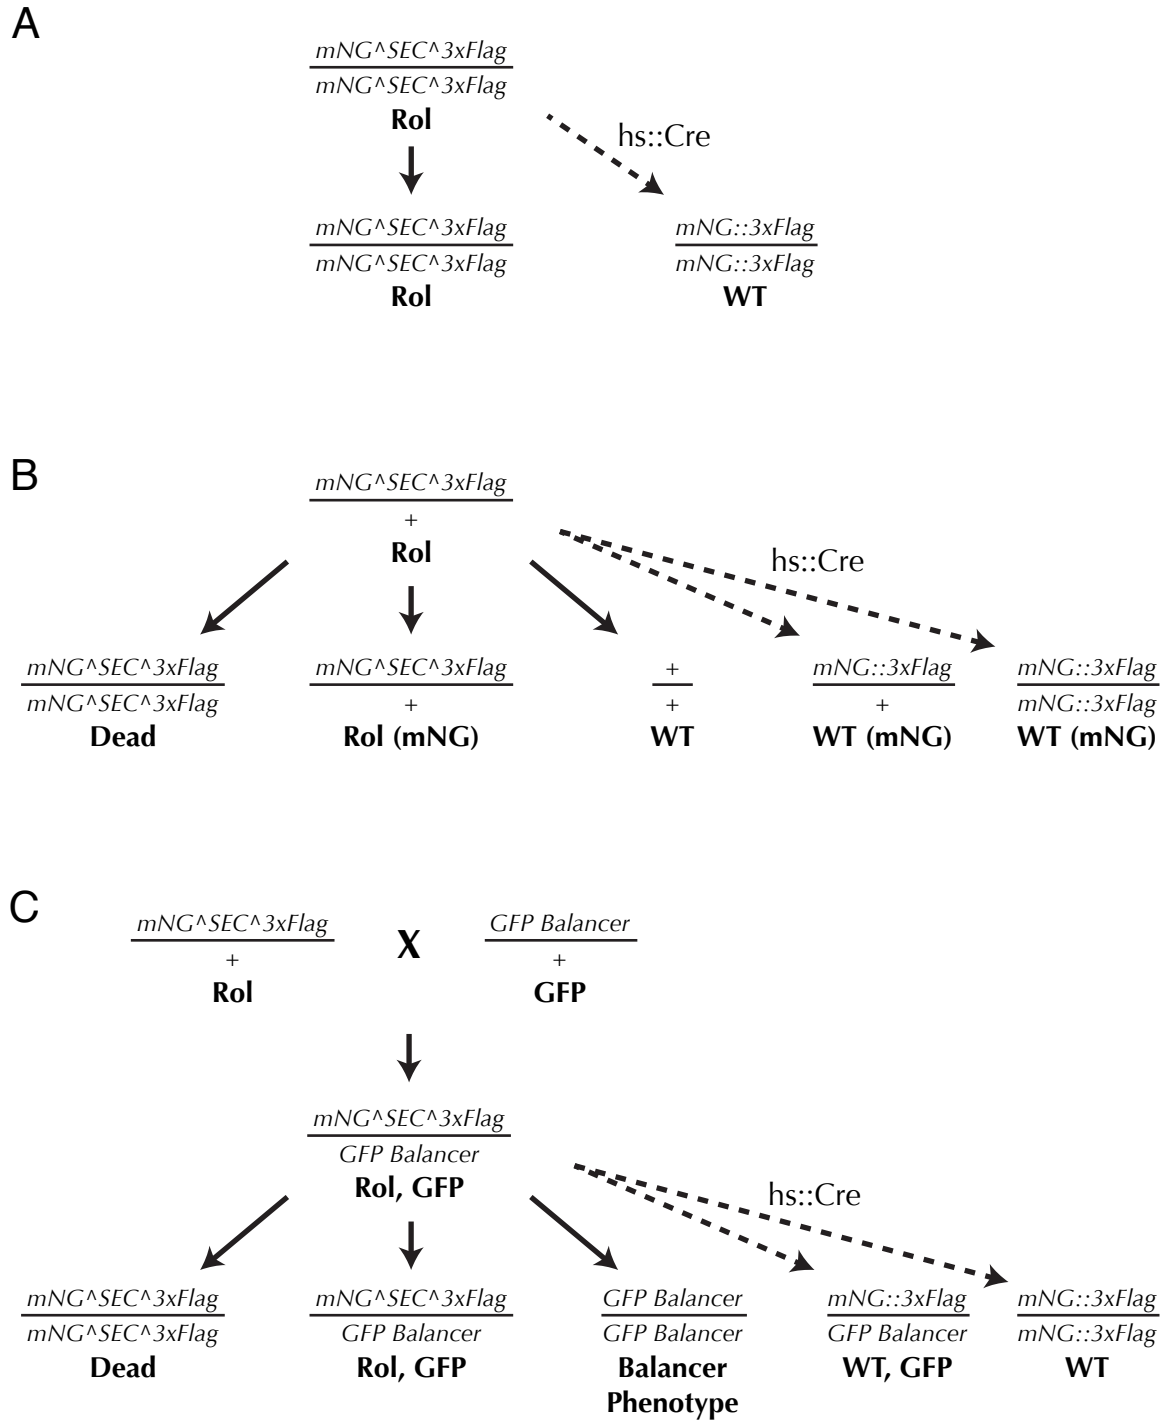 A
mNG^SEC^3xFlag
mNG^SEC^3xFlag
Rol
hs::Cre
mNG^SEC^3xFlag
mNG^SEC^3xFlag
Rol
mNG::3xFlag
mNG::3xFlag
WT
B
mNG^SEC^3xFlag
+
Rol
hs::Cre
mNG^SEC^3xFlag
mNG^SEC^3xFlag
Dead
mNG^SEC^3xFlag
+
Rol (mNG)
+
+
WT
mNG::3xFlag
+
WT (mNG)
mNG::3xFlag
mNG::3xFlag
WT (mNG)
C
mNG^SEC^3xFlag
+
Rol
X
GFP Balancer
+
GFP
mNG^SEC^3xFlag
GFP Balancer
Rol, GFP
hs::Cre
mNG^SEC^3xFlag
mNG^SEC^3xFlag
Dead
mNG^SEC^3xFlag
GFP Balancer
Rol, GFP
GFP Balancer
GFP Balancer
Balancer
Phenotype
mNG::3xFlag
GFP Balancer
WT, GFP
mNG::3xFlag
mNG::3xFlag
WT